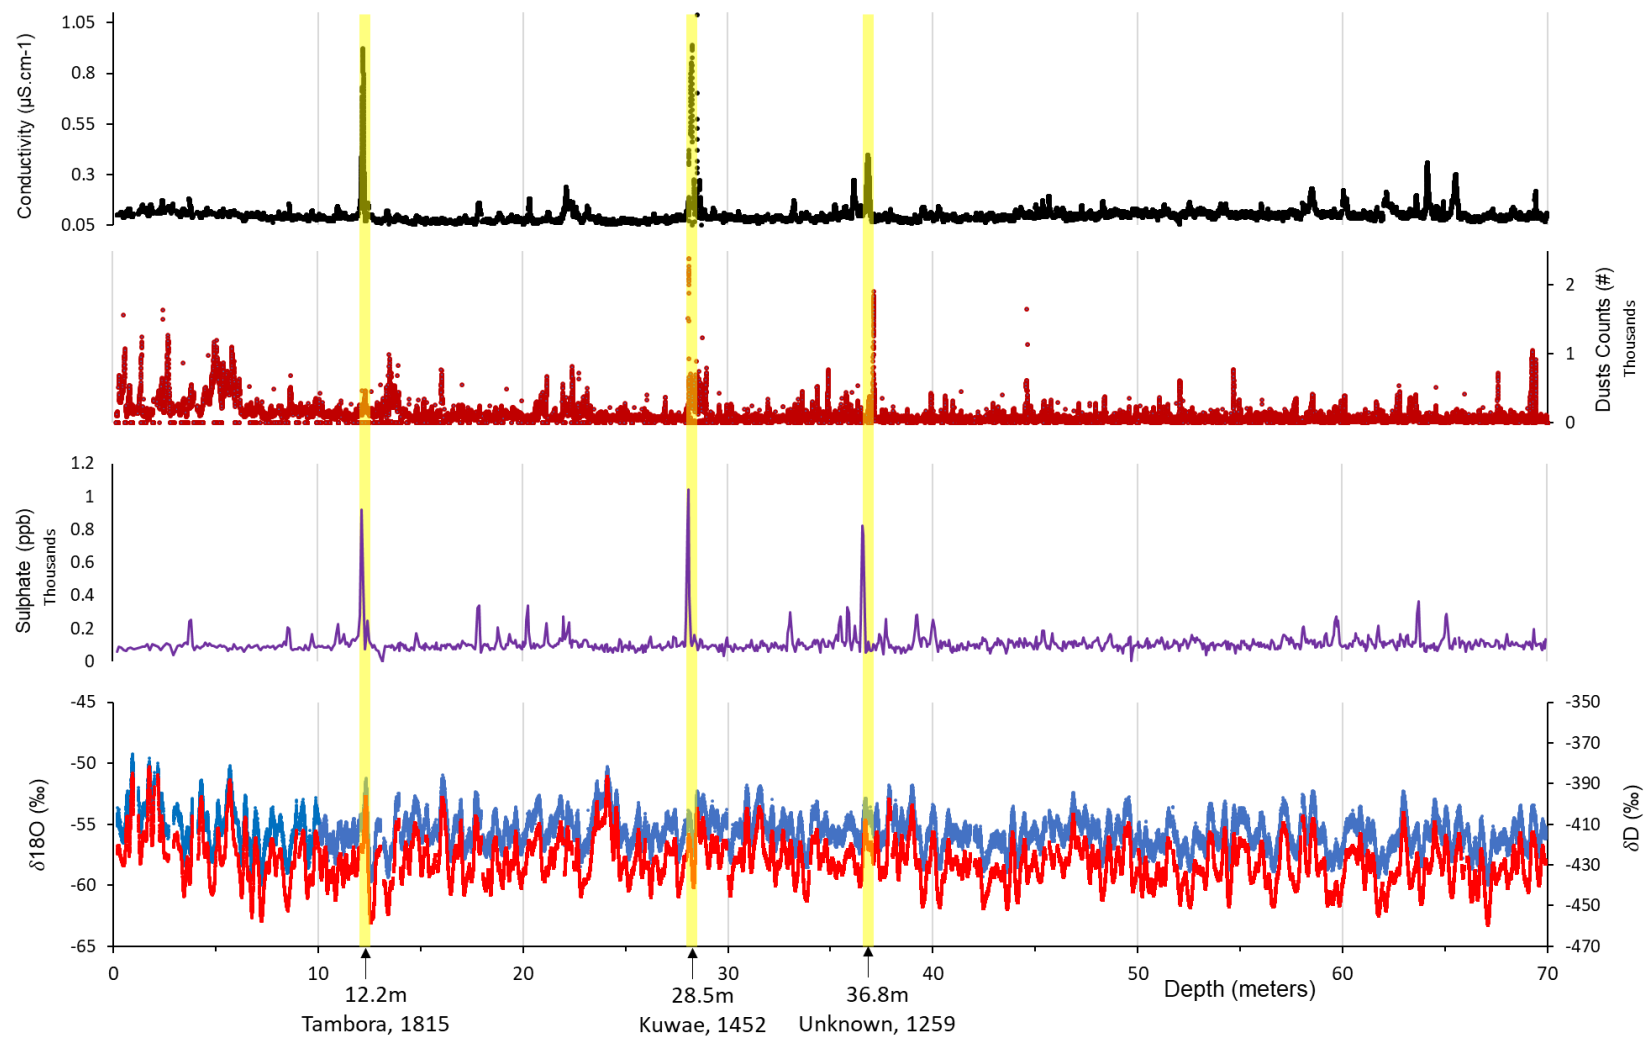 Conductivity (µS.cm-1)
1.05
0.8
0.55
0.3
0.05
2
1
0
Dusts Counts (#)
Thousands
Sulphate (ppb)
Thousands
1.2
1
0.8
0.6
0.4
0.2
0
δ18O (‰)
-45
-50
-55
-60
-65
-350
-370
-390
-410
-430
-450
-470
δD (‰)
0 10 20 30 40 50 60 70
Depth (meters)
12.2m 28.5m 36.8m
Tambora, 1815 Kuwae, 1452 Unknown, 1259